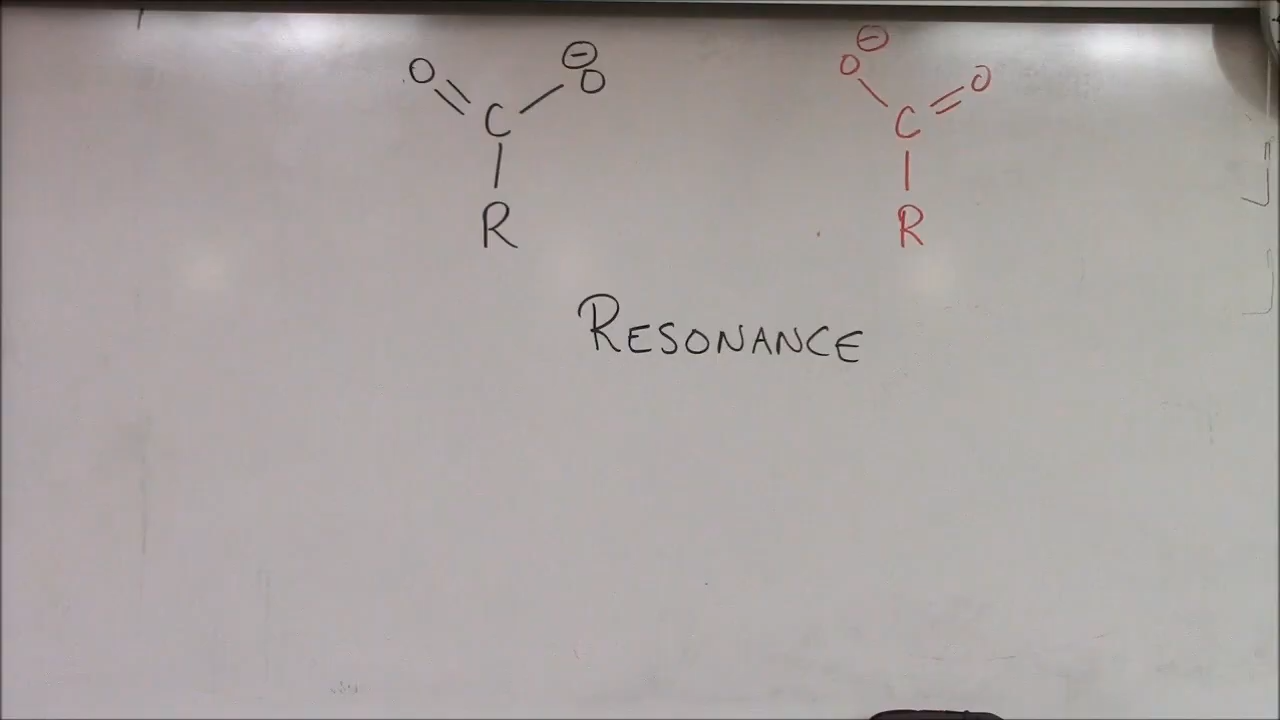 ⊖ ⊖
O O O O
C C
R R
RESONANCE